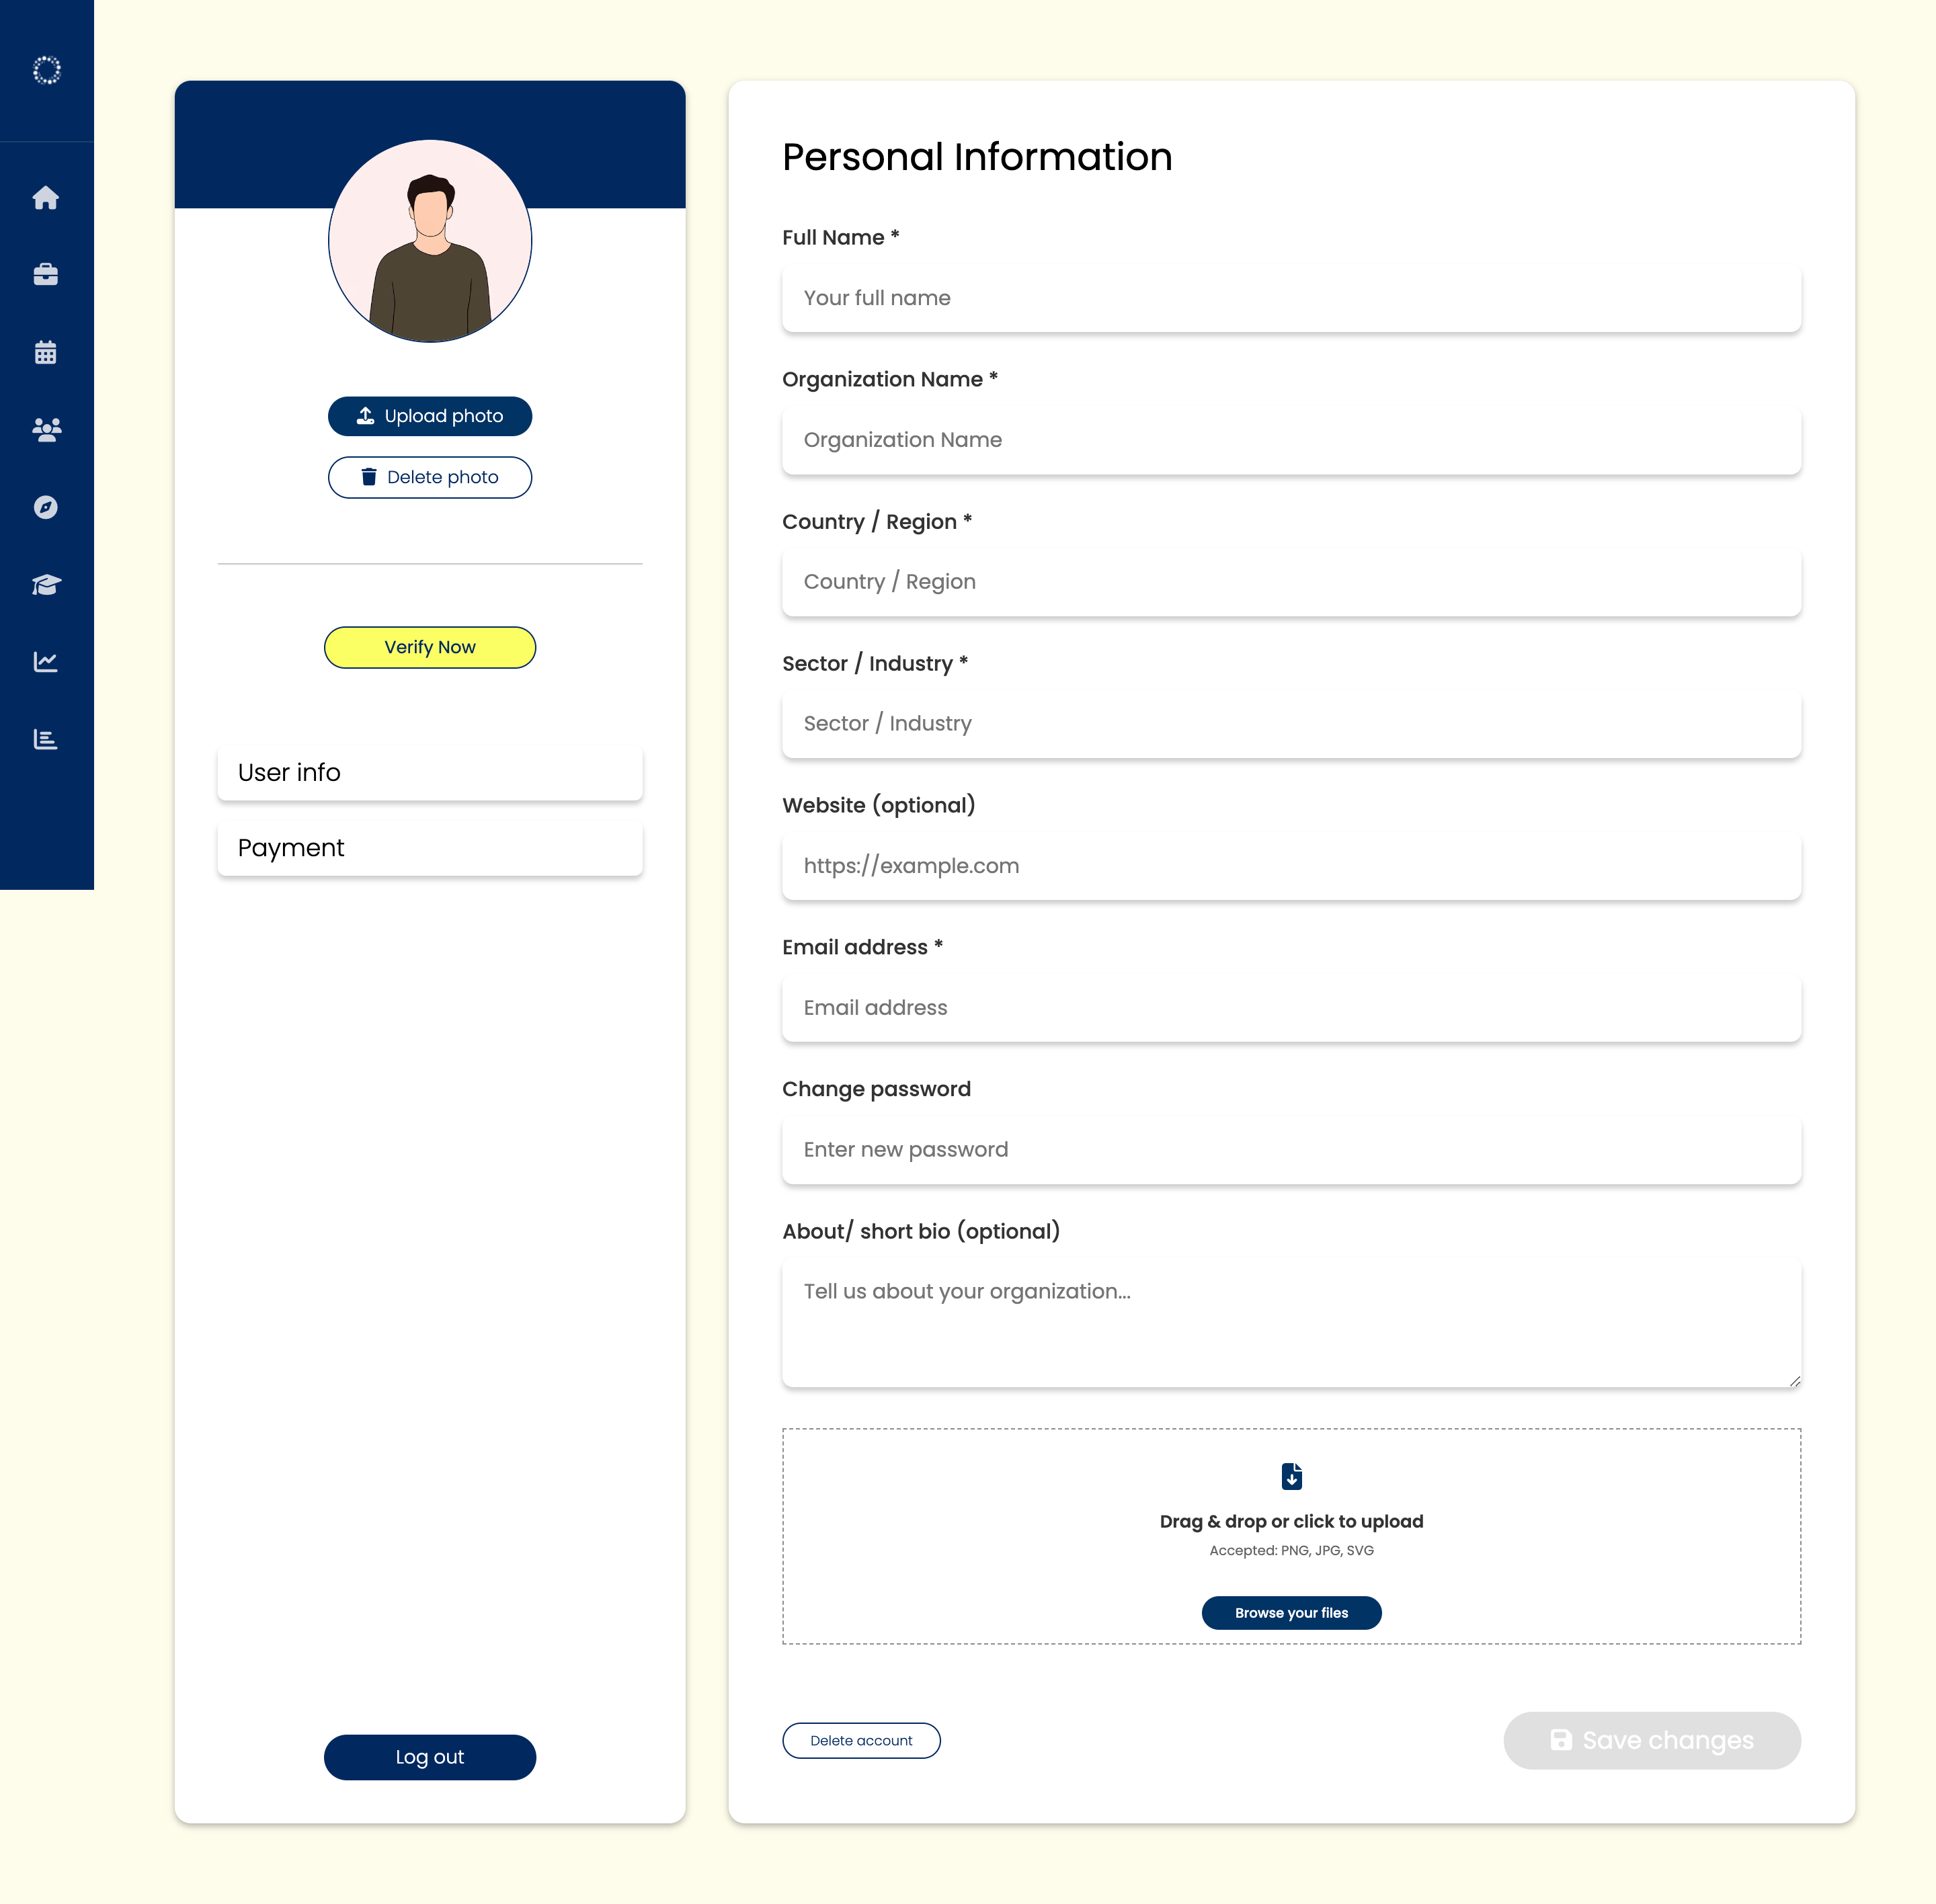 Upload photo
Delete photo
Verify Now
User info
Payment
Log out
Personal Information
Full Name *
Your full name
Organization Name *
Organization Name
Country / Region *
Country / Region
Sector / Industry *
Sector / Industry
Website (optional)
https://example.com
Email address *
Email address
Change password
Enter new password
About/ short bio (optional)
Tell us about your organization...
Drag & drop or click to upload
Accepted: PNG, JPG, SVG
Browse your files
Delete account
Save changes